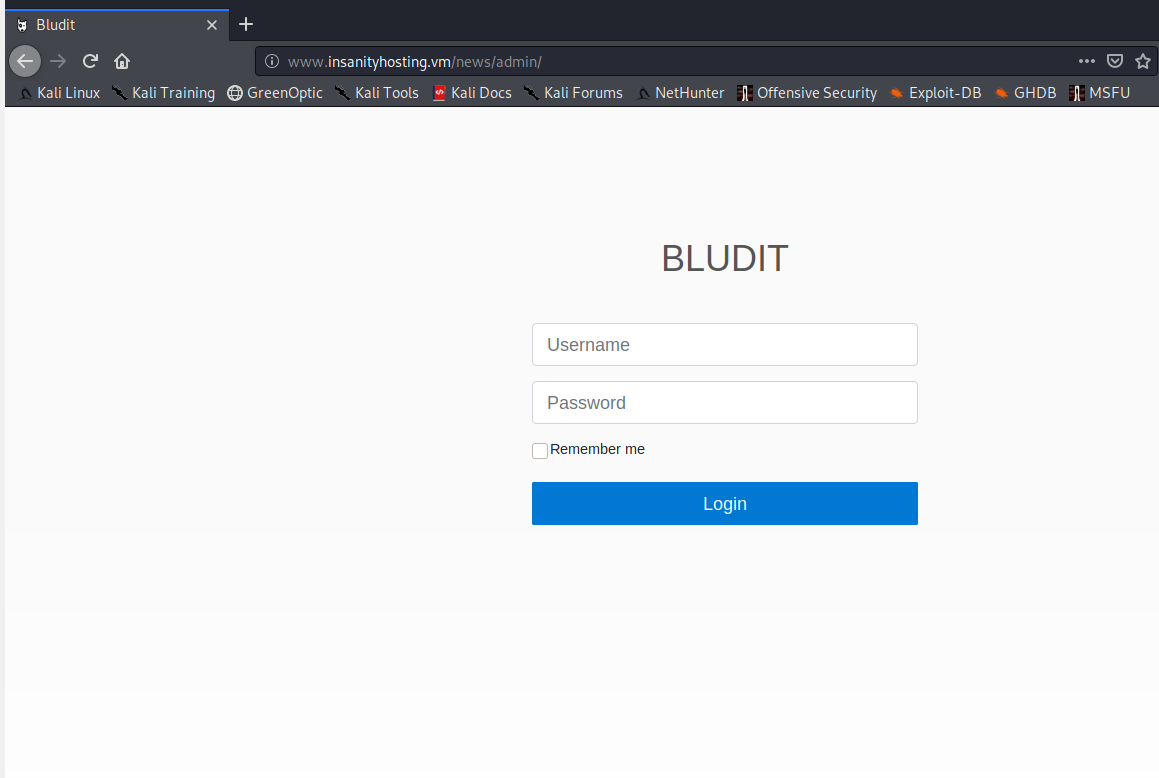 Bludit
www.insanityhosting.vm/news/admin/
Kali Linux Kali Training GreenOptic Kali Tools Kali Docs Kali Forums NetHunter Offensive Security Exploit-DB GHDB MSFU
BLUDIT
Username
Password
Remember me
Login